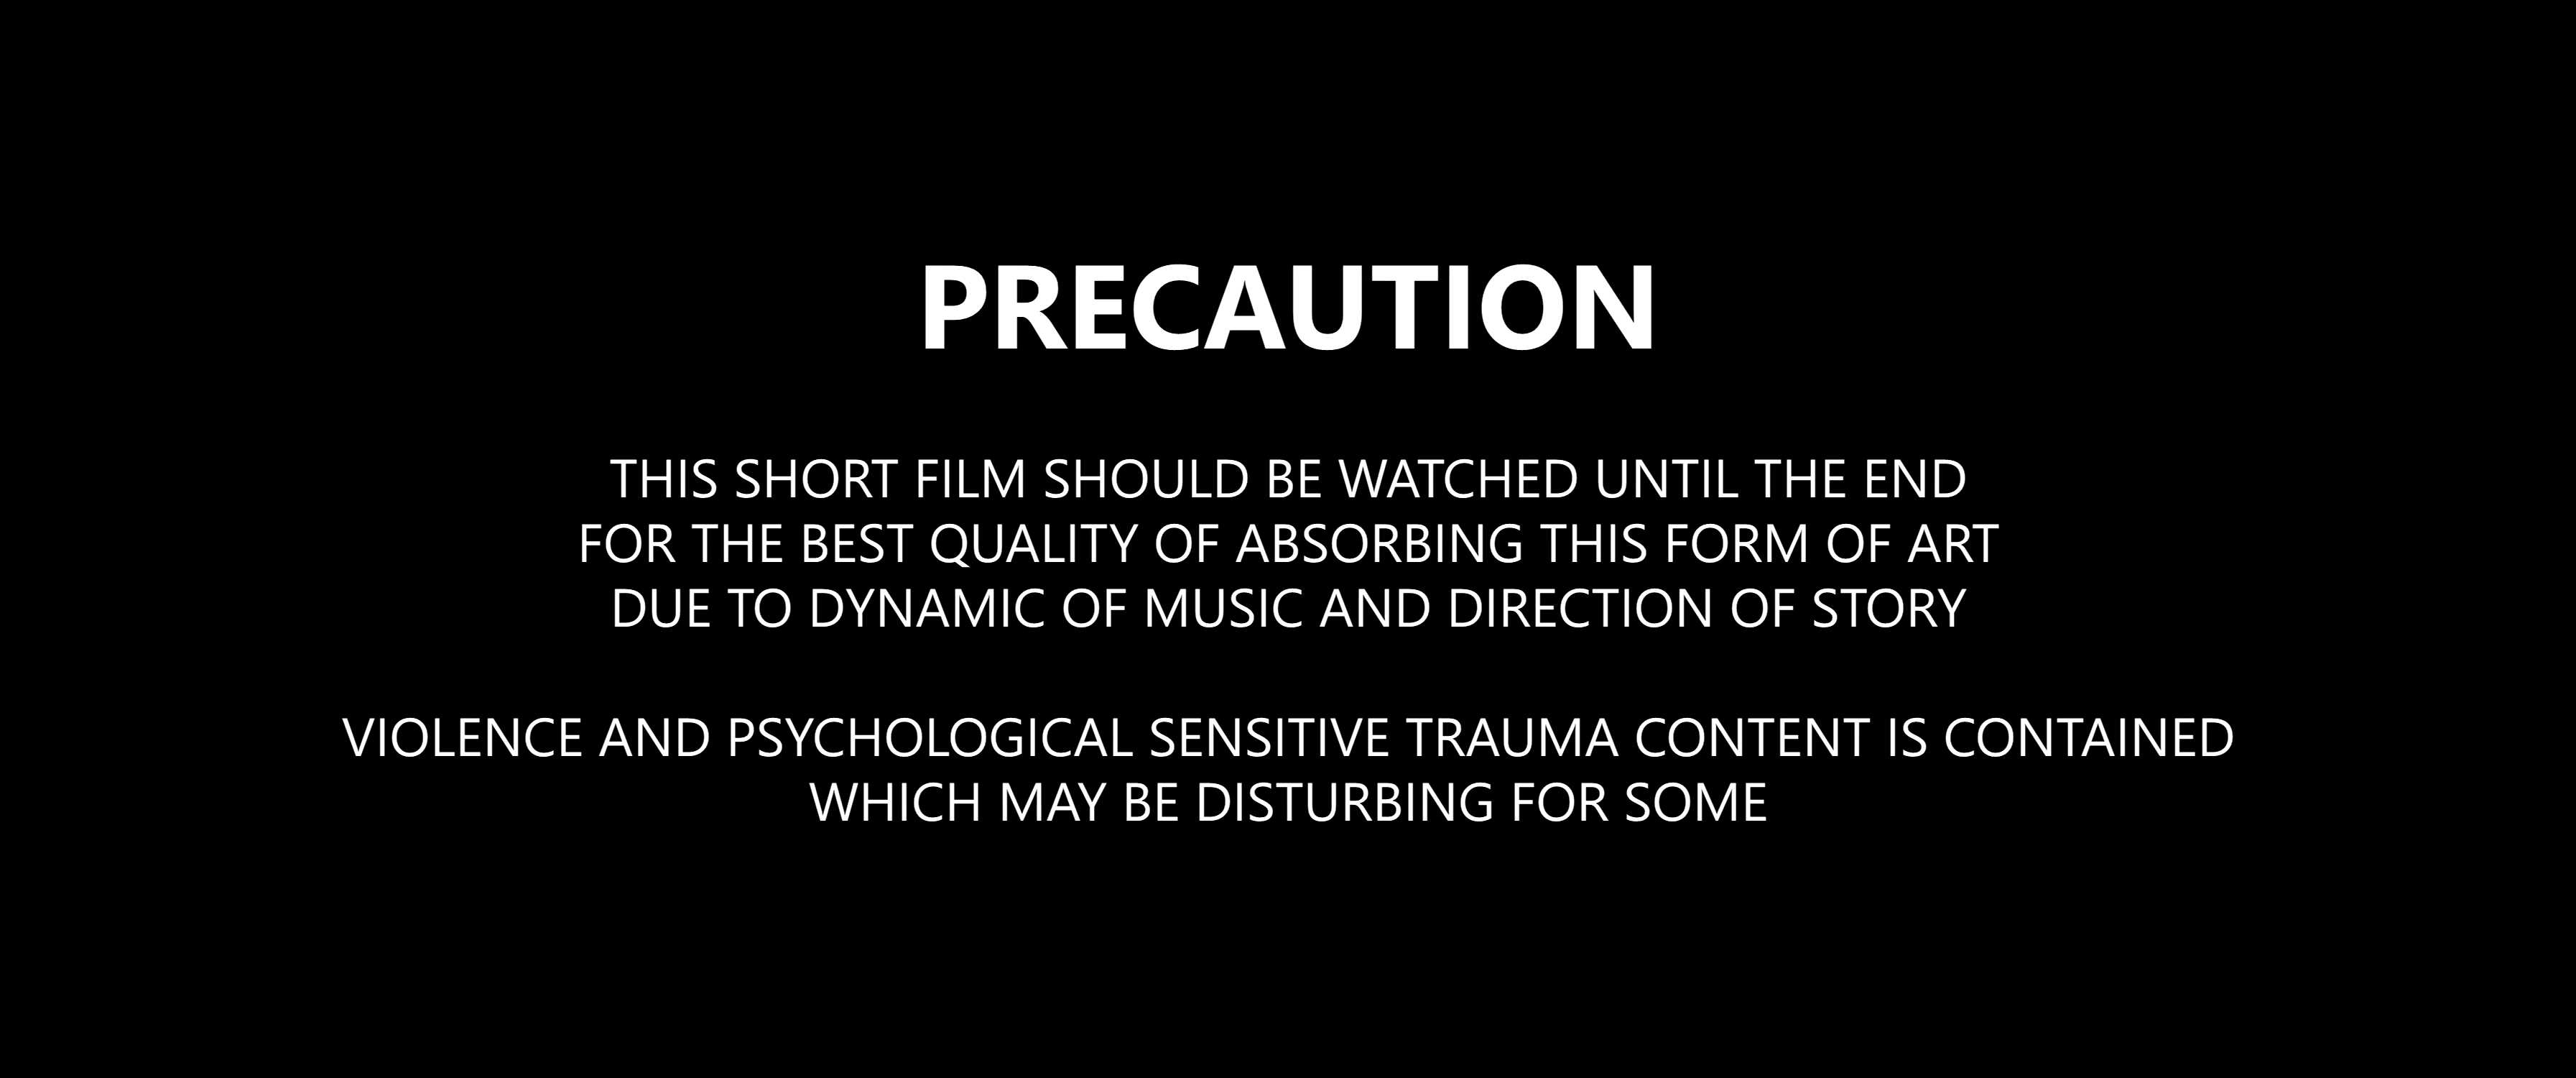 PRECAUTION
THIS SHORT FILM SHOULD BE WATCHED UNTIL THE END
FOR THE BEST QUALITY OF ABSORBING THIS FORM OF ART
DUE TO DYNAMIC OF MUSIC AND DIRECTION OF STORY
VIOLENCE AND PSYCHOLOGICAL SENSITIVE TRAUMA CONTENT IS CONTAINED
WHICH MAY BE DISTURBING FOR SOME